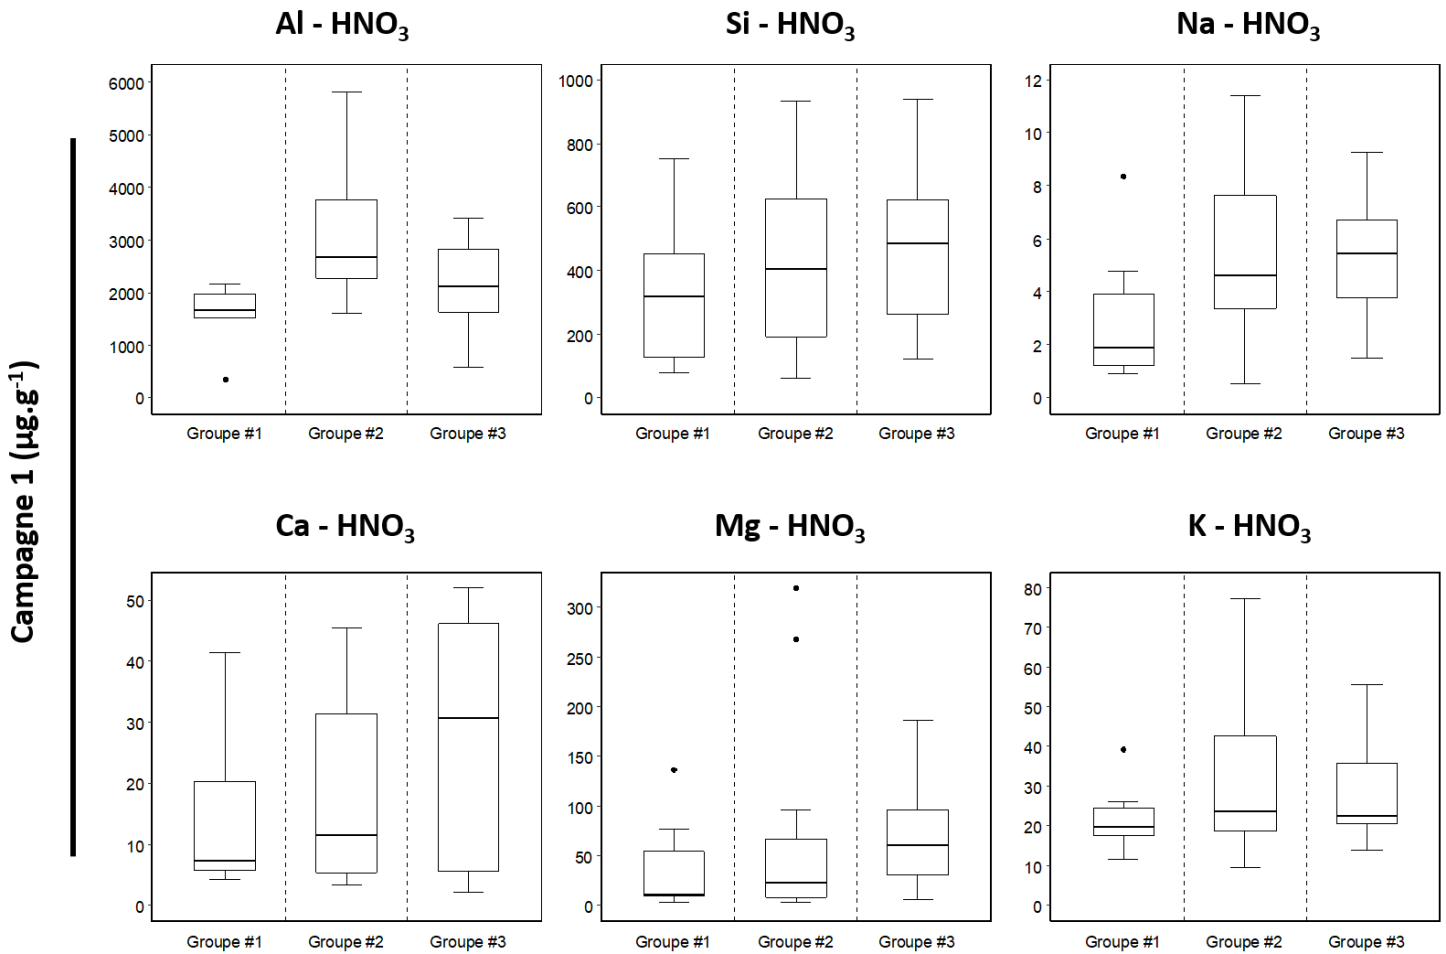 Al - HNO₃
Si - HNO₃
Na - HNO₃
6000
5000
4000
3000
2000
1000
0
Groupe #1
Groupe #2
Groupe #3
1000
800
600
400
200
0
Groupe #1
Groupe #2
Groupe #3
12
10
8
6
4
2
0
Groupe #1
Groupe #2
Groupe #3
Campagne 1 (µg.g⁻¹)
Ca - HNO₃
Mg - HNO₃
K - HNO₃
50
40
30
20
10
0
Groupe #1
Groupe #2
Groupe #3
300
250
200
150
100
50
0
Groupe #1
Groupe #2
Groupe #3
80
70
60
50
40
30
20
10
0
Groupe #1
Groupe #2
Groupe #3